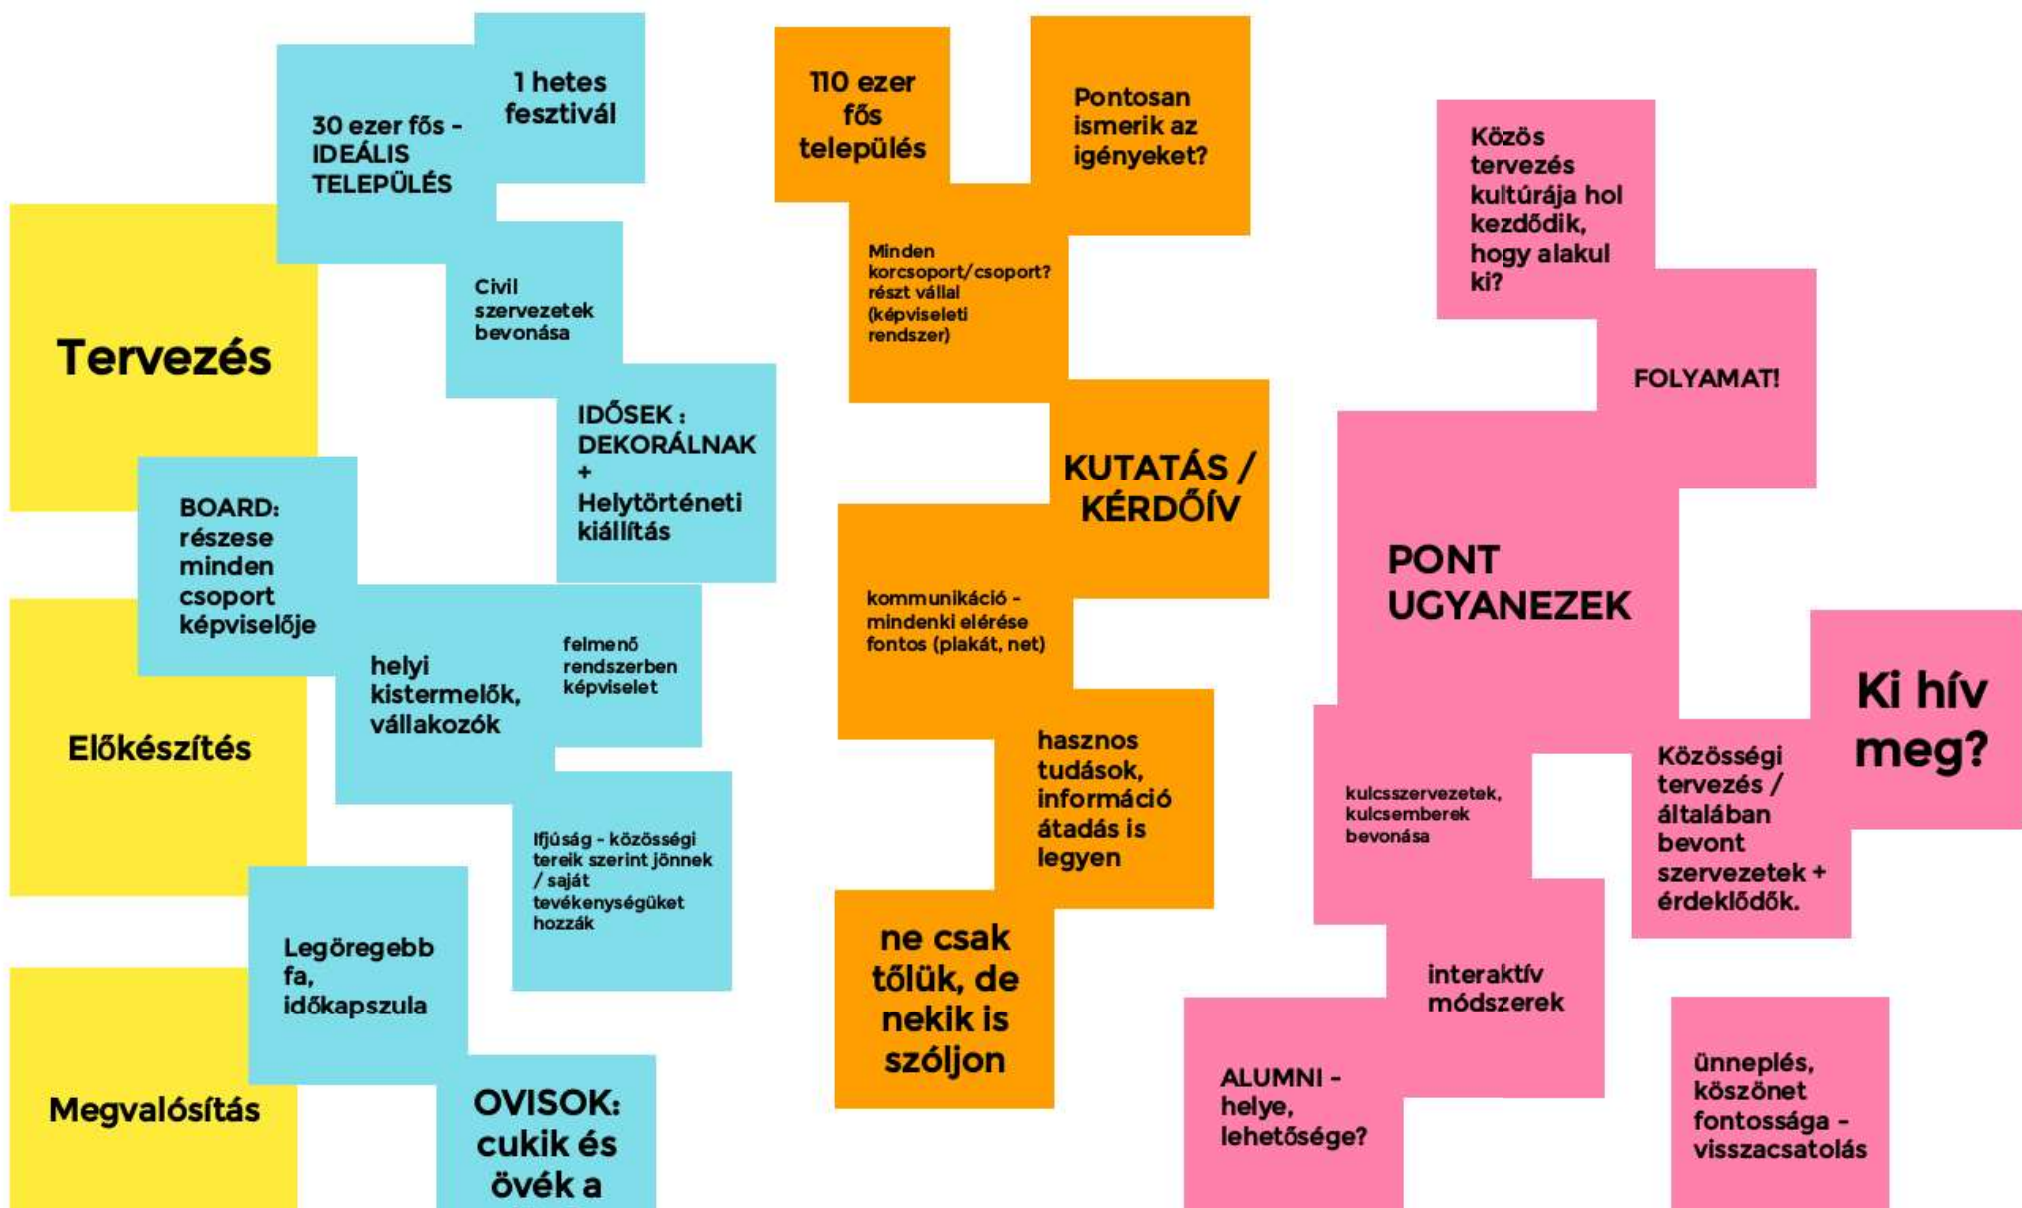 Tervezés
Előkészítés
Megvalósítás
30 ezer fős -
IDEÁLIS
TELEPÜLÉS
1 hetes
fesztivál
Civil
szervezetek
bevonása
IDŐSEK :
DEKORÁLNAK
+
Helytörténeti
kiállítás
BOARD:
részese
minden
csoport
képviselője
helyi
kistermelők,
vállakozók
felmenő
rendszerben
képviselet
Ifjúság - közösségi
tereik szerint jönnek
/ saját
tevékenységüket
hozzák
Legöregebb
fa,
időkapszula
OVISOK:
cukik és
övék a
110 ezer
fős
település
Pontosan
ismerik az
igényeket?
Minden
korcsoport/csoport?
részt vállal
(képviseleti
rendszer)
KUTATÁS /
KÉRDŐÍV
kommunikáció -
mindenki elérése
fontos (plakát, net)
hasznos
tudások,
információ
átadás is
legyen
ne csak
tőlük, de
nekik is
szóljon
Közös
tervezés
kultúrája hol
kezdődik,
hogy alakul
ki?
FOLYAMAT!
PONT
UGYANEZEK
Ki hív
meg?
kulcsszervezetek,
kulcsemberek
bevonása
Közösségi
tervezés /
általában
bevont
szervezetek +
érdeklődők.
interaktív
módszerek
ALUMNI -
helye,
lehetősége?
ünneplés,
köszönet
fontossága -
visszacsatolás